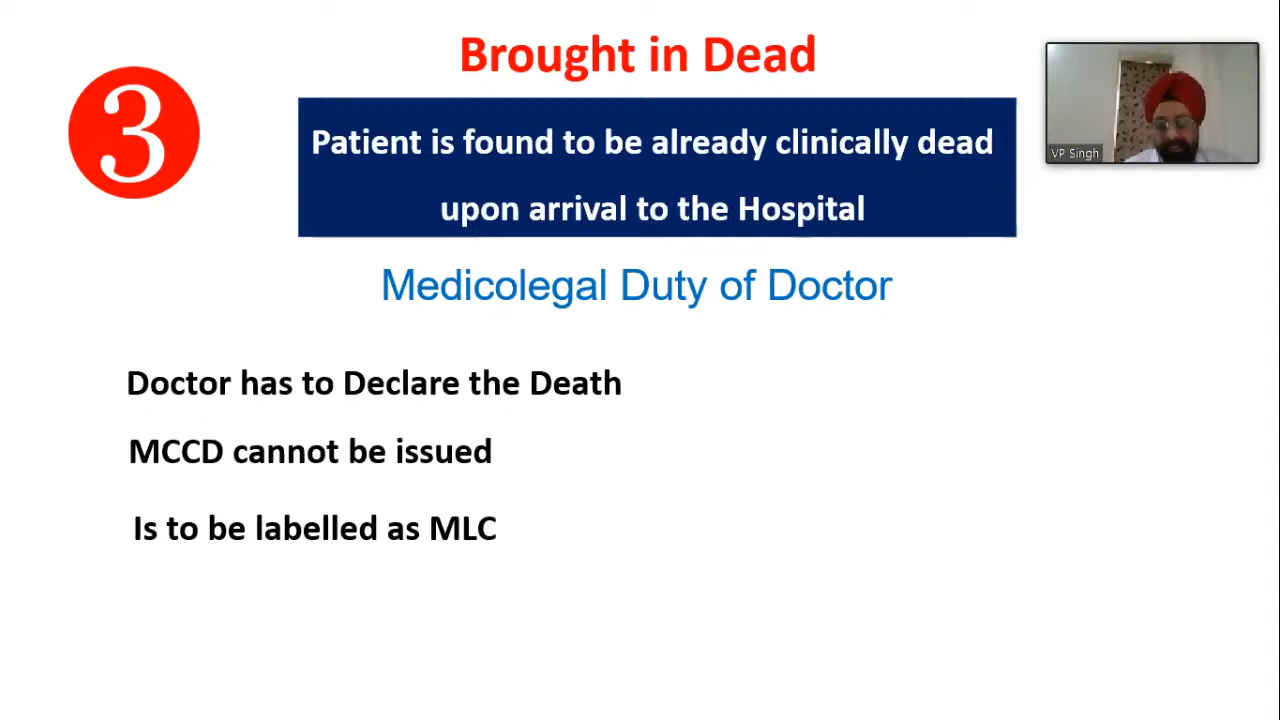 Brought in Dead
3
Patient is found to be already clinically dead
upon arrival to the Hospital
VP Singh
Medicolegal Duty of Doctor
Doctor has to Declare the Death
MCCD cannot be issued
Is to be labelled as MLC